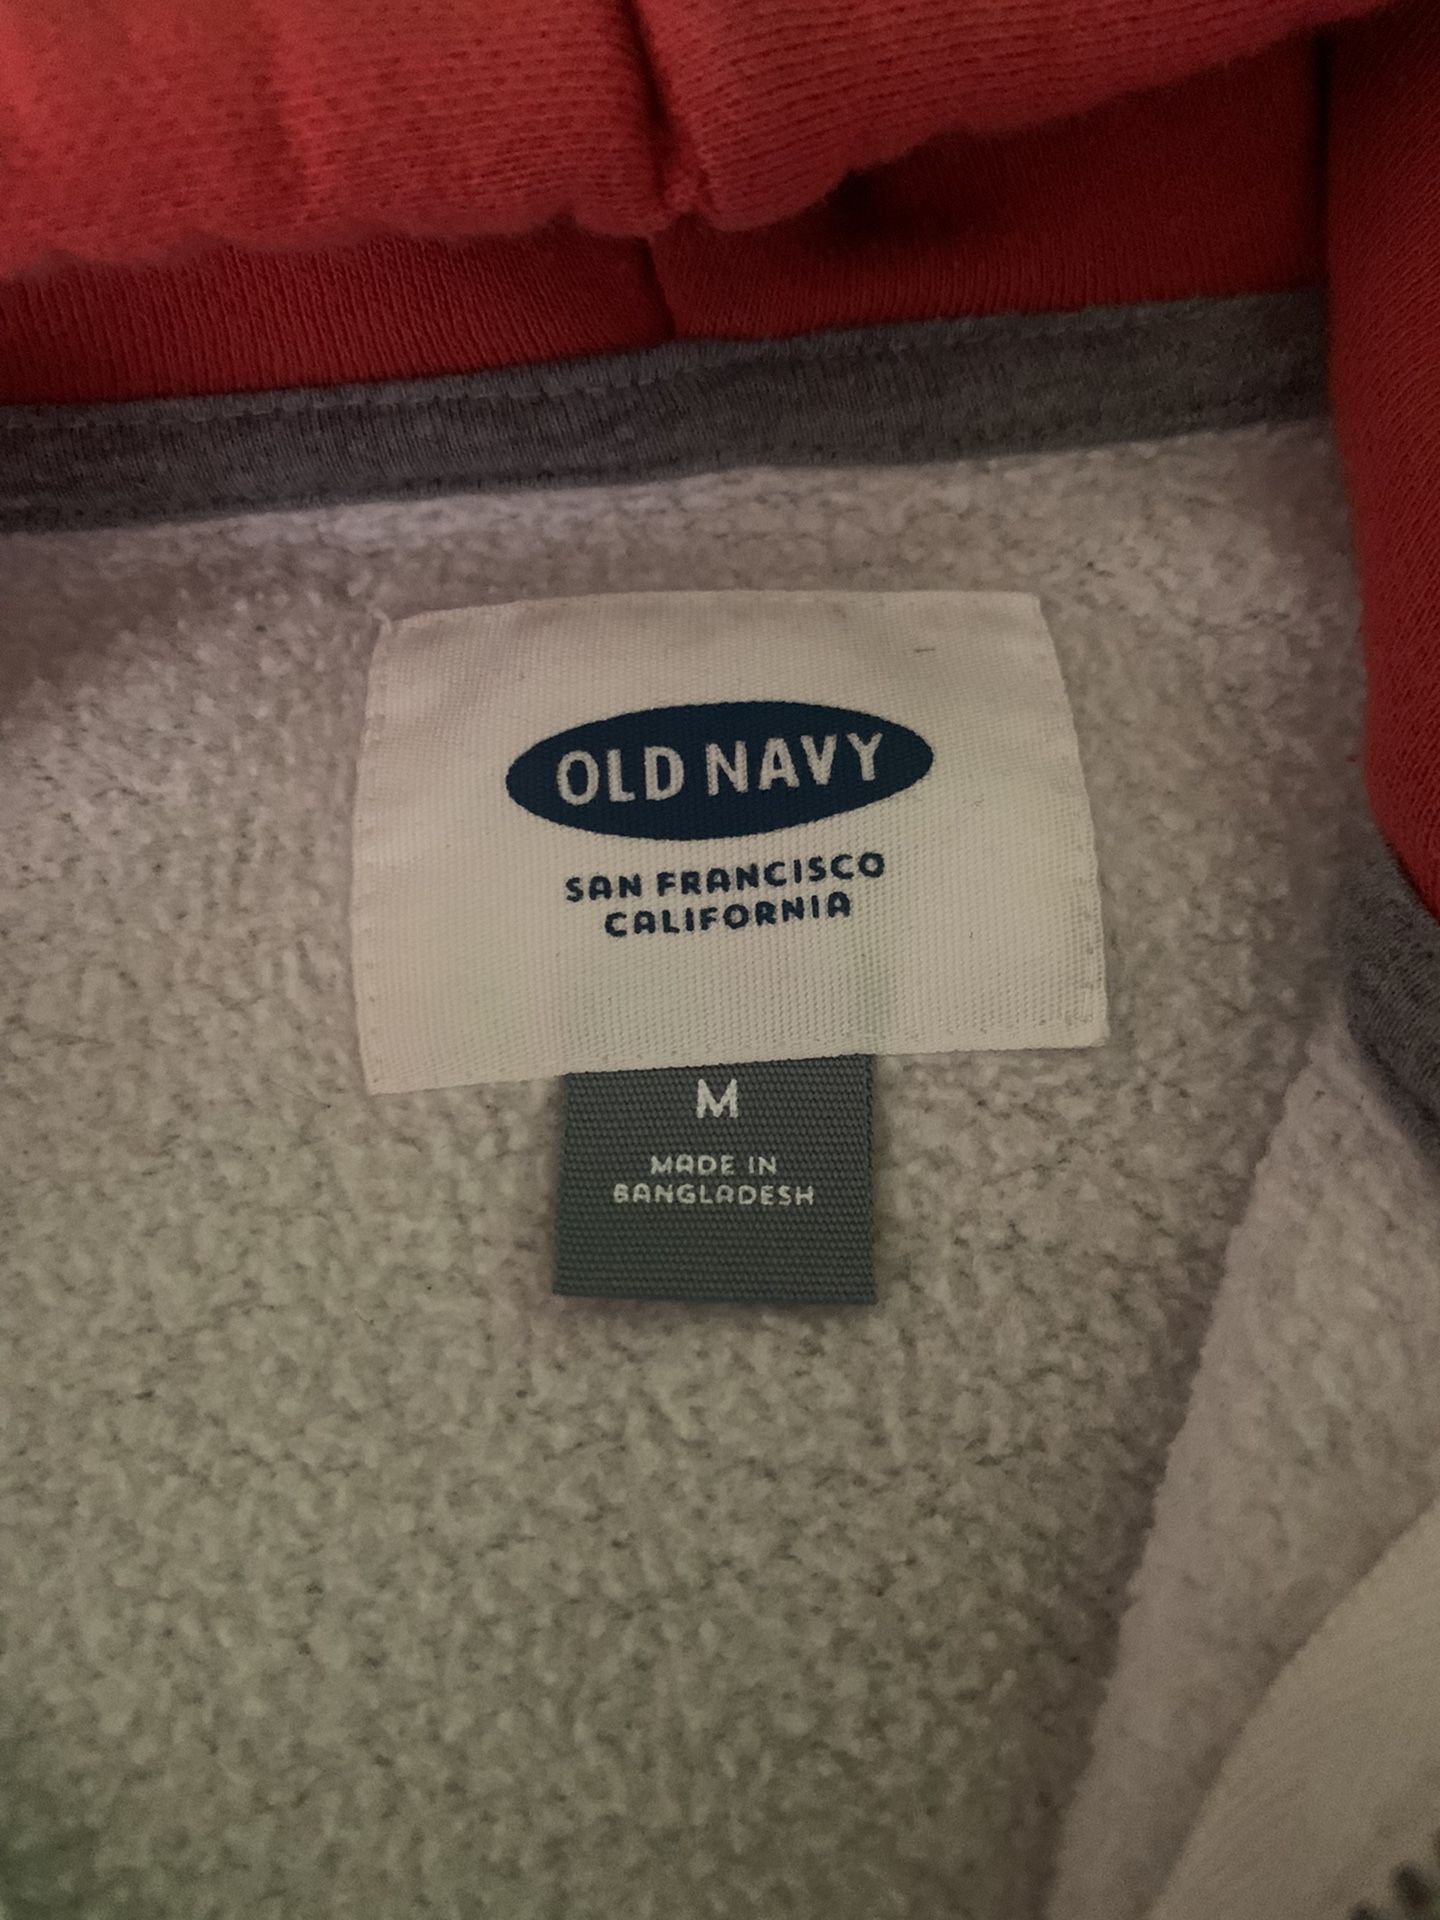 OLD NAVY
SAN FRANCISCO
CALIFORNIA
M
MADE IN
BANGLADESH